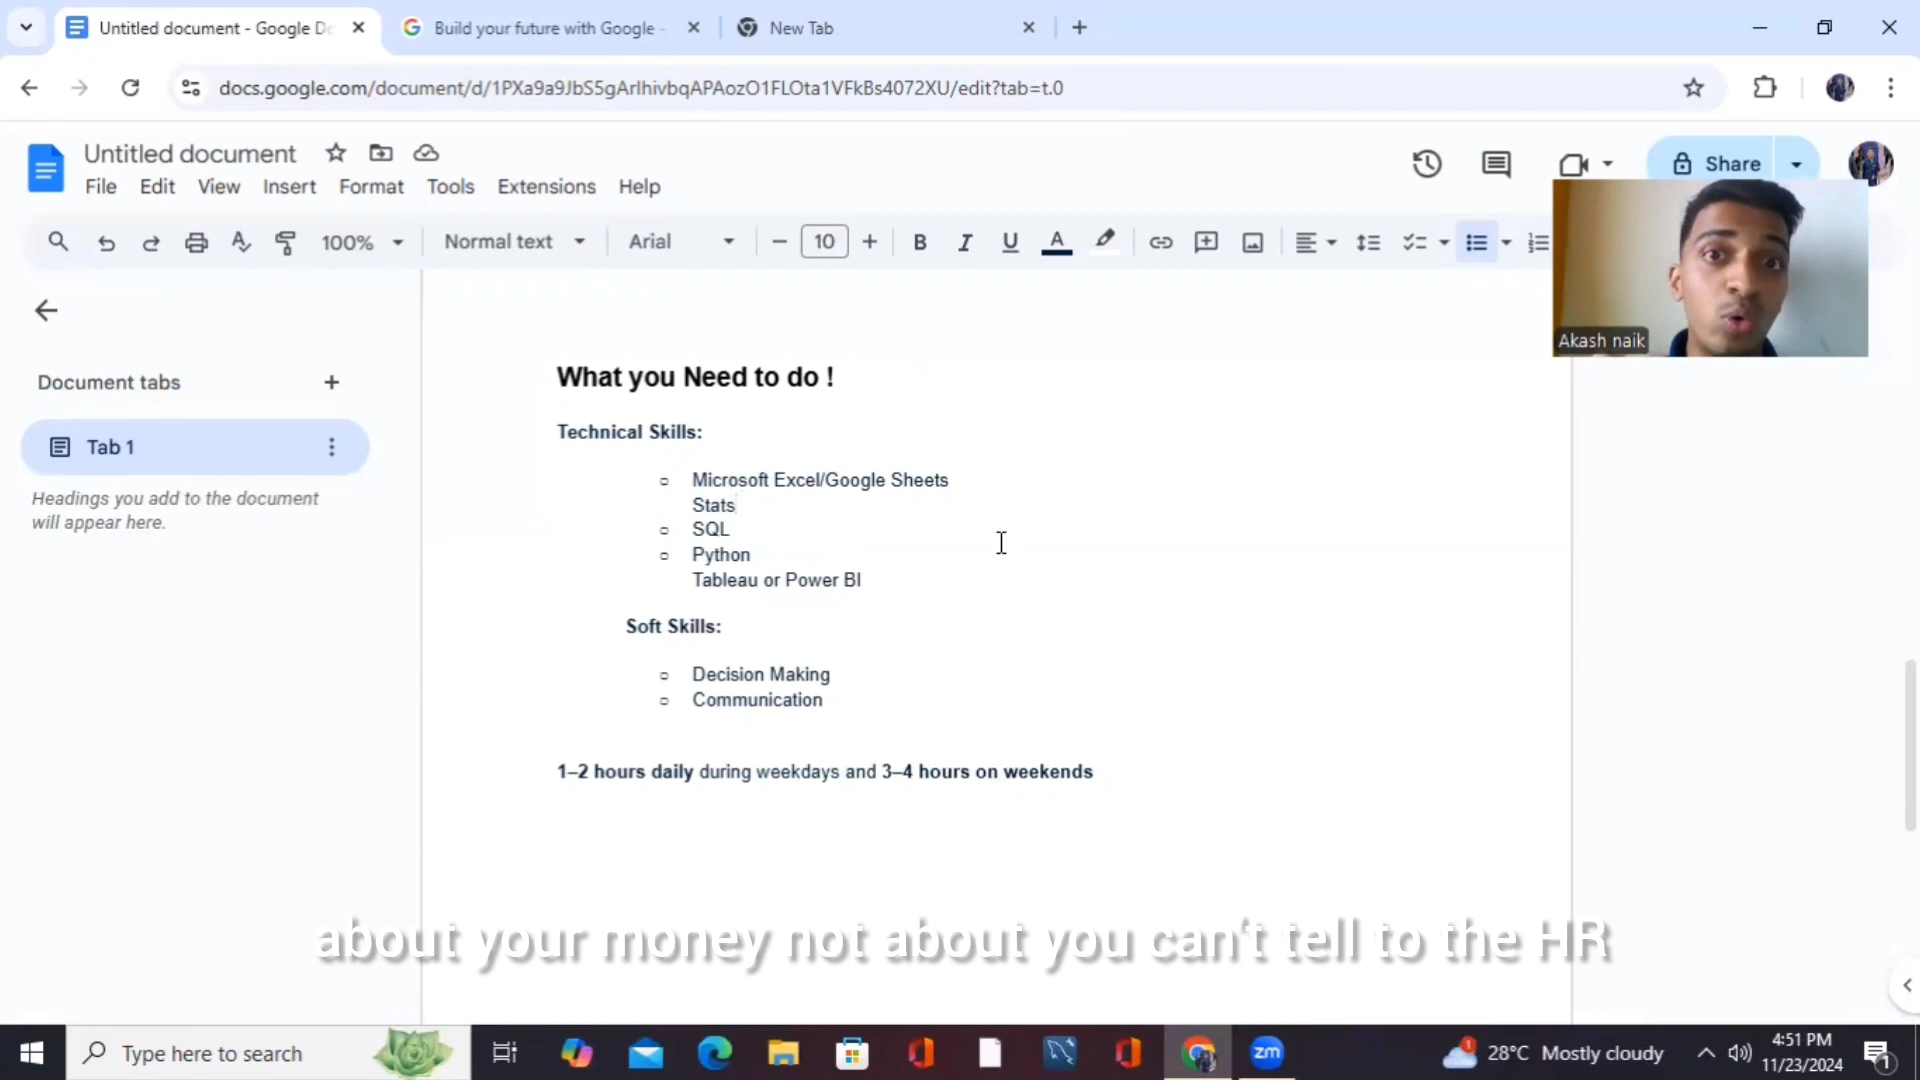 Untitled document - Google Do
Build your future with Google -
New Tab
docs.google.com/document/d/1PXa9a9JbS5gArlhivbqAPAozO1FLOta1VFkBs4072XU/edit?tab=t.0
Untitled document
Share
File Edit View Insert Format Tools Extensions Help
100% Normal text Arial 10 B I U A
Akash naik
Document tabs
Tab 1
Headings you add to the document
will appear here.
What you Need to do !
Technical Skills:
Microsoft Excel/Google Sheets
Stats
SQL
Python
Tableau or Power BI
Soft Skills:
Decision Making
Communication
1–2 hours daily during weekdays and 3–4 hours on weekends
about your money not about you can't tell to the HR
Type here to search
zm
28°C Mostly cloudy
4:51 PM
11/23/2024
1